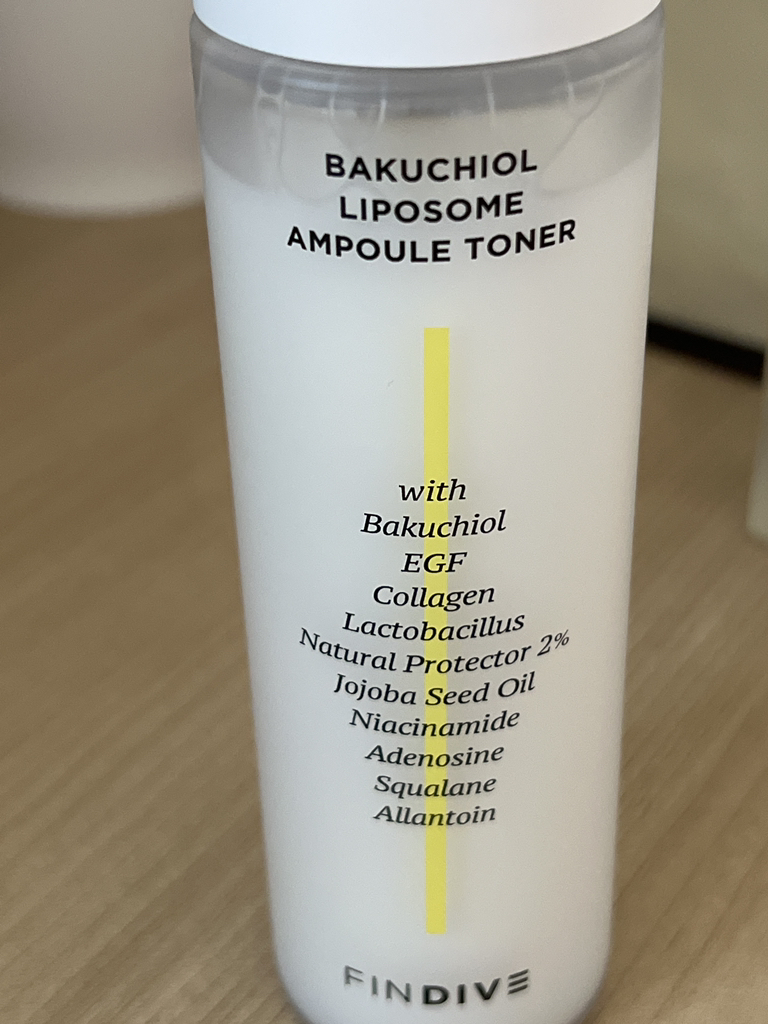 BAKUCHIOL
LIPOSOME
AMPOULE TONER
with
Bakuchiol
EGF
Collagen
Lactobacillus
Natural Protector 2%
Jojoba Seed Oil
Niacinamide
Adenosine
Squalane
Allantoin
FINDIVE